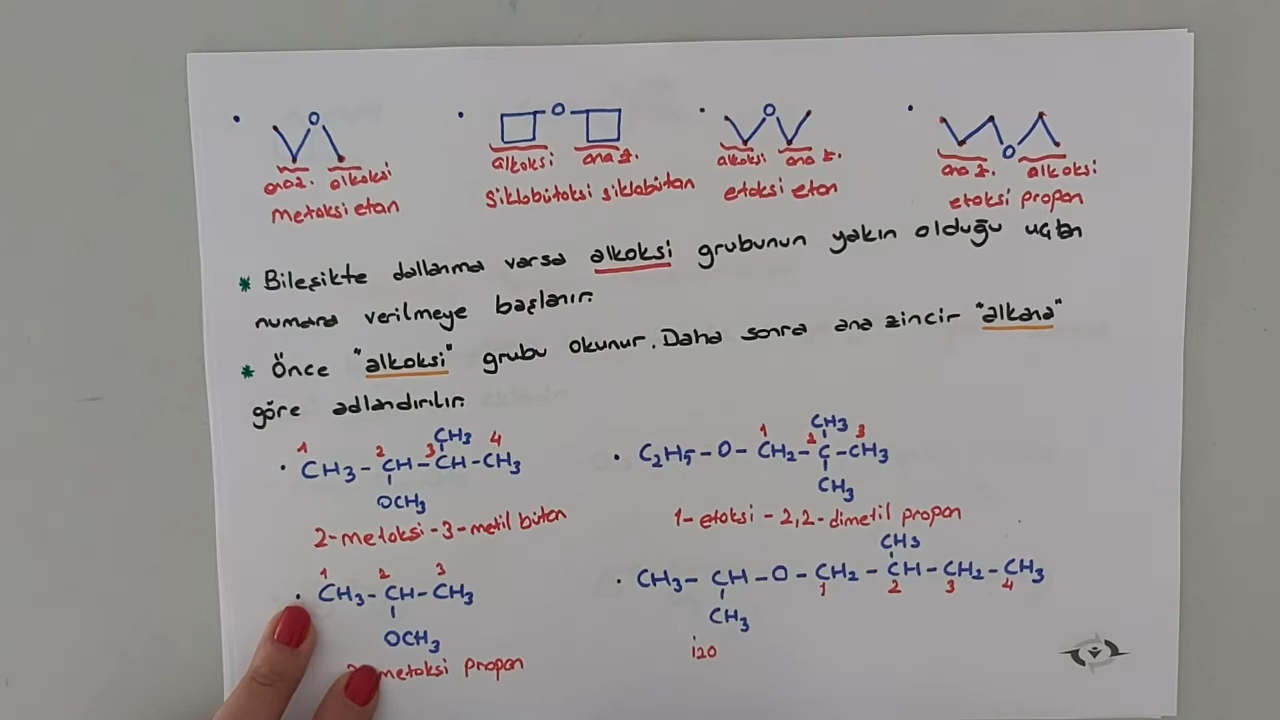 O O O
alkoksi ana z. alkoksi ana z.
ana z. alkoksi siklobütoksi siklobütan etoksi etan O
Metoksi etan ana z. alkoksi
etoksi propan
* Bileşikte dallanma varsa alkoksi grubunun yakın olduğu uçtan
numara verilmeye başlanır.
* Önce "alkoksi" grubu okunur. Daha sonra ana zincir "alkana"
göre adlandırılır.
CH3
1 2 3 4
• CH3 - CH - CH - CH3
OCH3
2-metoksi-3-metil bütan
CH3
1 2 3
• C2H5 - O - CH2 - C - CH3
CH3
1-etoksi-2,2-dimetil propan
1 2 3
• CH3 - CH - CH3
OCH3
metoksi propan
CH3
• CH3 - CH - O - CH2 - CH - CH2 - CH3
1 2 3 4
CH3
izo